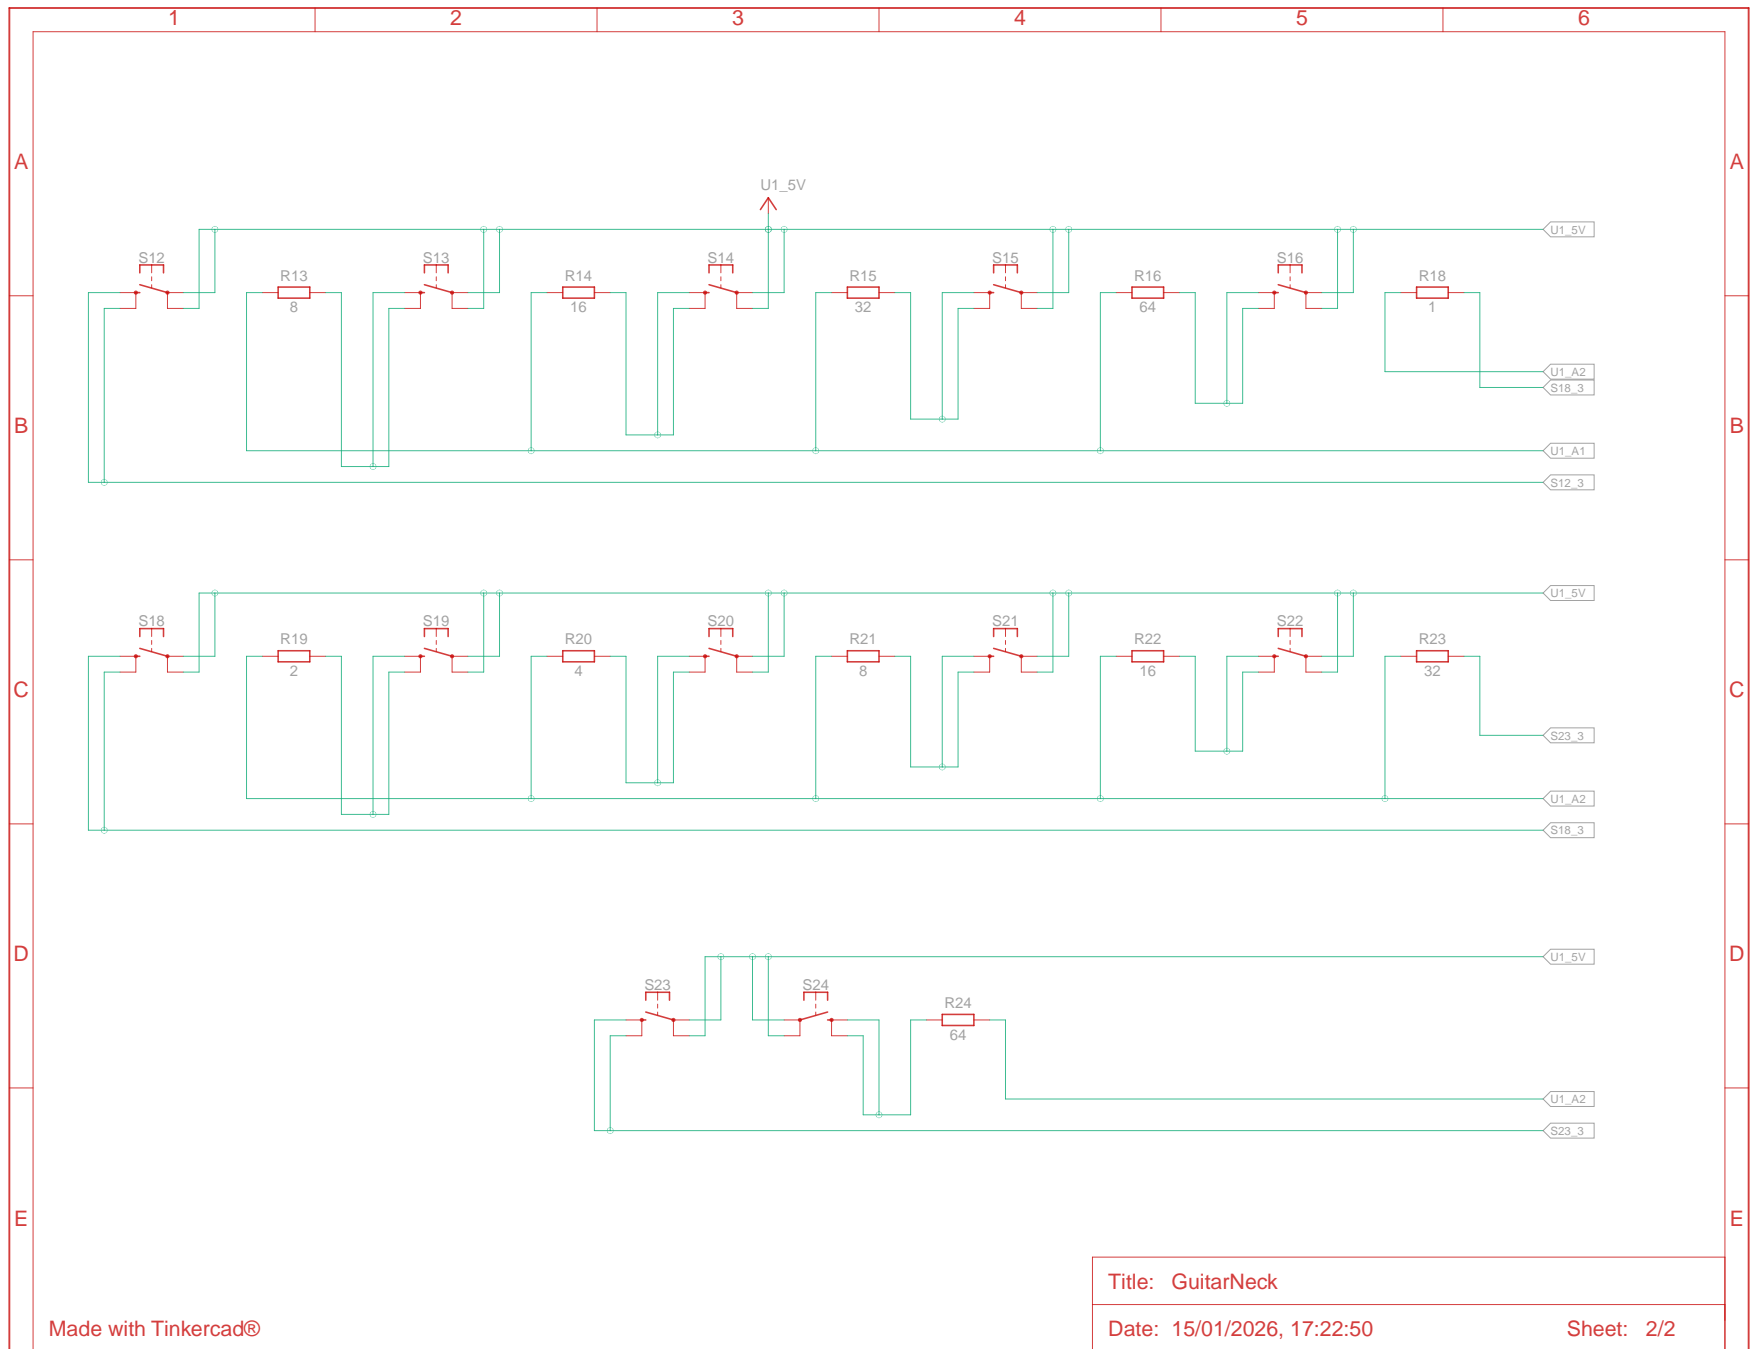 1 2 3 4 5 6
A A
U1_5V
U1_5V
S12 S13 S14 S15 S16
R13 R14 R15 R16 R18
8 16 32 64 1
U1_A2
S18_3
B B
U1_A1
S12_3
U1_5V
S18 S19 S20 S21 S22
R19 R20 R21 R22 R23
2 4 8 16 32
C C
S23_3
U1_A2
S18_3
D D
U1_5V
S23 S24
R24
64
U1_A2
S23_3
E E
Title: GuitarNeck
Made with Tinkercad®
Date: 15/01/2026, 17:22:50 Sheet: 2/2